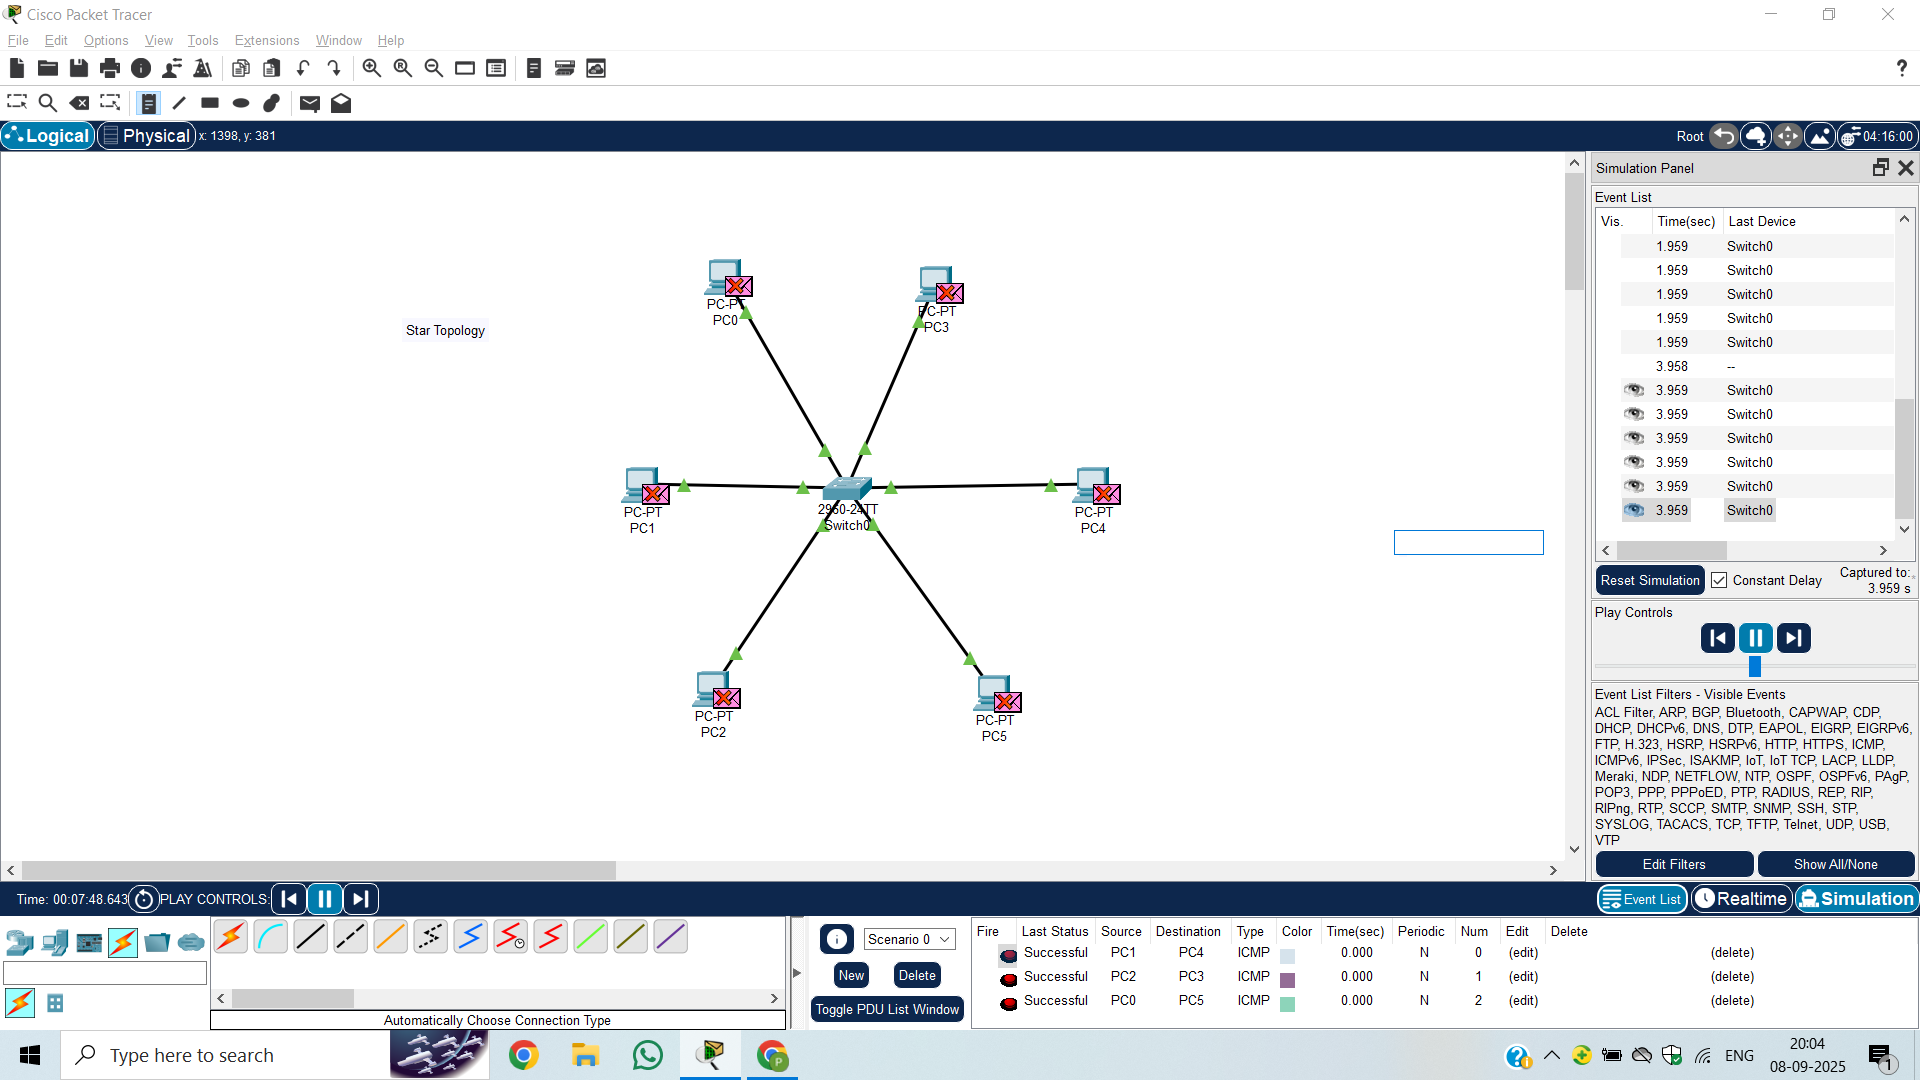 Cisco Packet Tracer
File Edit Options View Tools Extensions Window Help
?
Logical Physical x: 1398, y: 381
Root 04:16:00
Star Topology
PC-PT
PC0
PC-PT
PC3
PC-PT
PC1
2960-24TT
Switch0
PC-PT
PC4
PC-PT
PC2
PC-PT
PC5
Simulation Panel
Event List
Vis. Time(sec) Last Device
1.959 Switch0
1.959 Switch0
1.959 Switch0
1.959 Switch0
1.959 Switch0
3.958 --
3.959 Switch0
3.959 Switch0
3.959 Switch0
3.959 Switch0
3.959 Switch0
3.959 Switch0
Reset Simulation Constant Delay Captured to:
3.959 s
Play Controls
Event List Filters - Visible Events
ACL Filter, ARP, BGP, Bluetooth, CAPWAP, CDP,
DHCP, DHCPv6, DNS, DTP, EAPOL, EIGRP, EIGRPv6,
FTP, H.323, HSRP, HSRPv6, HTTP, HTTPS, ICMP,
ICMPv6, IPSec, ISAKMP, IoT, IoT TCP, LACP, LLDP,
Meraki, NDP, NETFLOW, NTP, OSPF, OSPFv6, PAgP,
POP3, PPP, PPPoED, PTP, RADIUS, REP, RIP,
RIPng, RTP, SCCP, SMTP, SNMP, SSH, STP,
SYSLOG, TACACS, TCP, TFTP, Telnet, UDP, USB,
VTP
Edit Filters Show All/None
Time: 00:07:48.643 PLAY CONTROLS:
Event List Realtime Simulation
Automatically Choose Connection Type
Scenario 0
New Delete
Toggle PDU List Window
Fire Last Status Source Destination Type Color Time(sec) Periodic Num Edit Delete
Successful PC1 PC4 ICMP 0.000 N 0 (edit) (delete)
Successful PC2 PC3 ICMP 0.000 N 1 (edit) (delete)
Successful PC0 PC5 ICMP 0.000 N 2 (edit) (delete)
Type here to search
P
ENG
20:04
08-09-2025
1